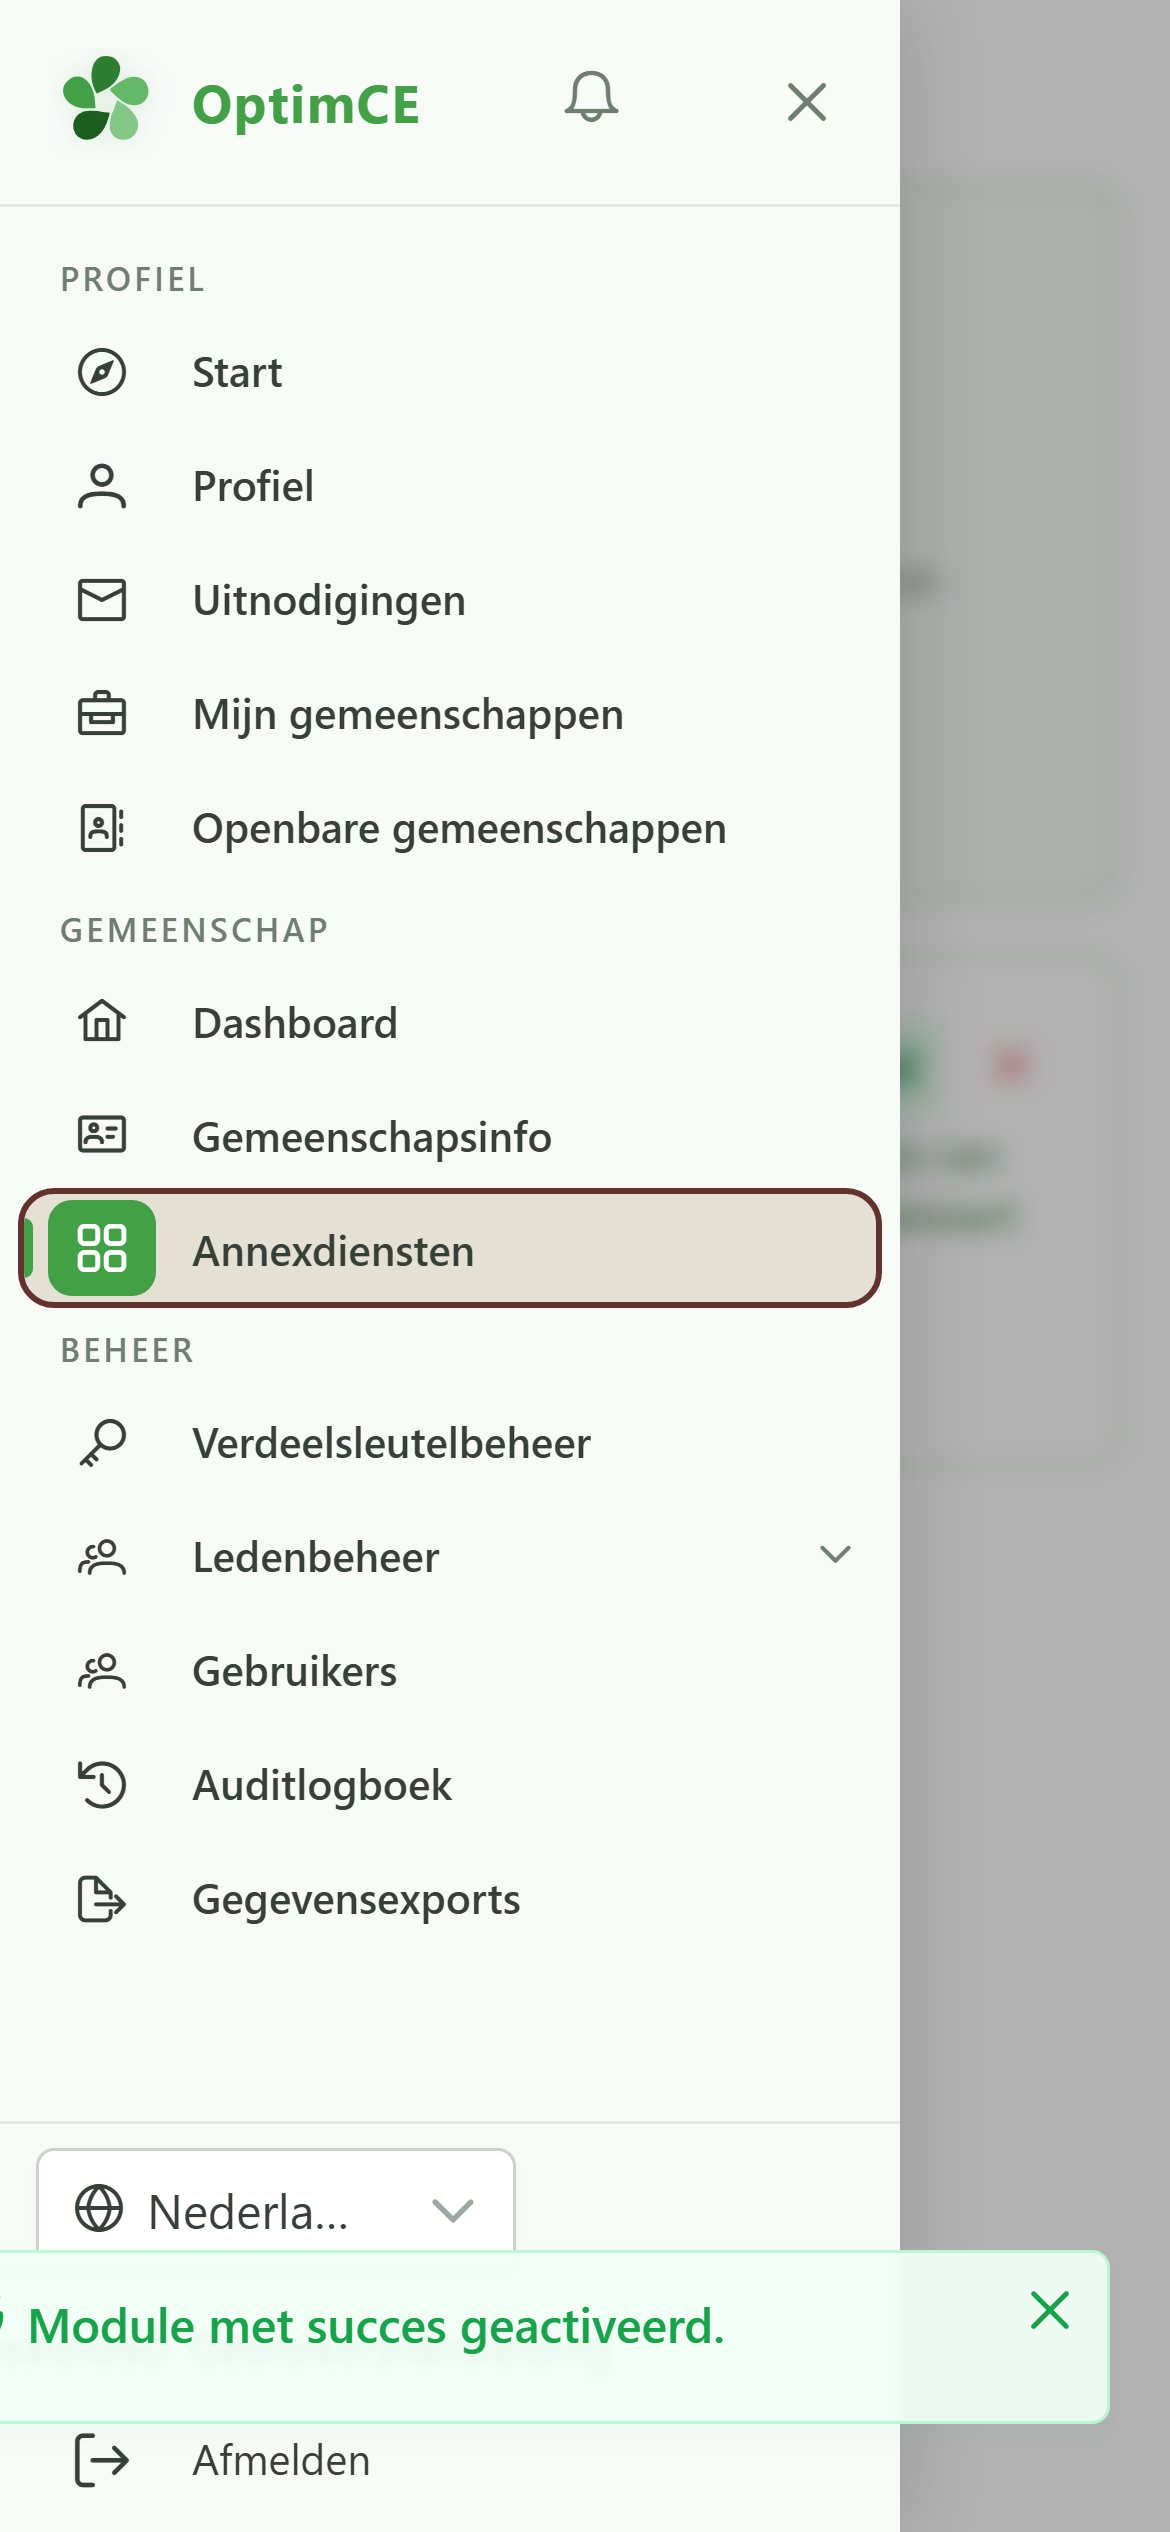 OptimCE
PROFIEL
Start
Profiel
Uitnodigingen
Mijn gemeenschappen
Openbare gemeenschappen
GEMEENSCHAP
Dashboard
Gemeenschapsinfo
Annexdiensten
BEHEER
Verdeelsleutelbeheer
Ledenbeheer
Gebruikers
Auditlogboek
Gegevensexports
Nederla...
Module met succes geactiveerd.
Afmelden